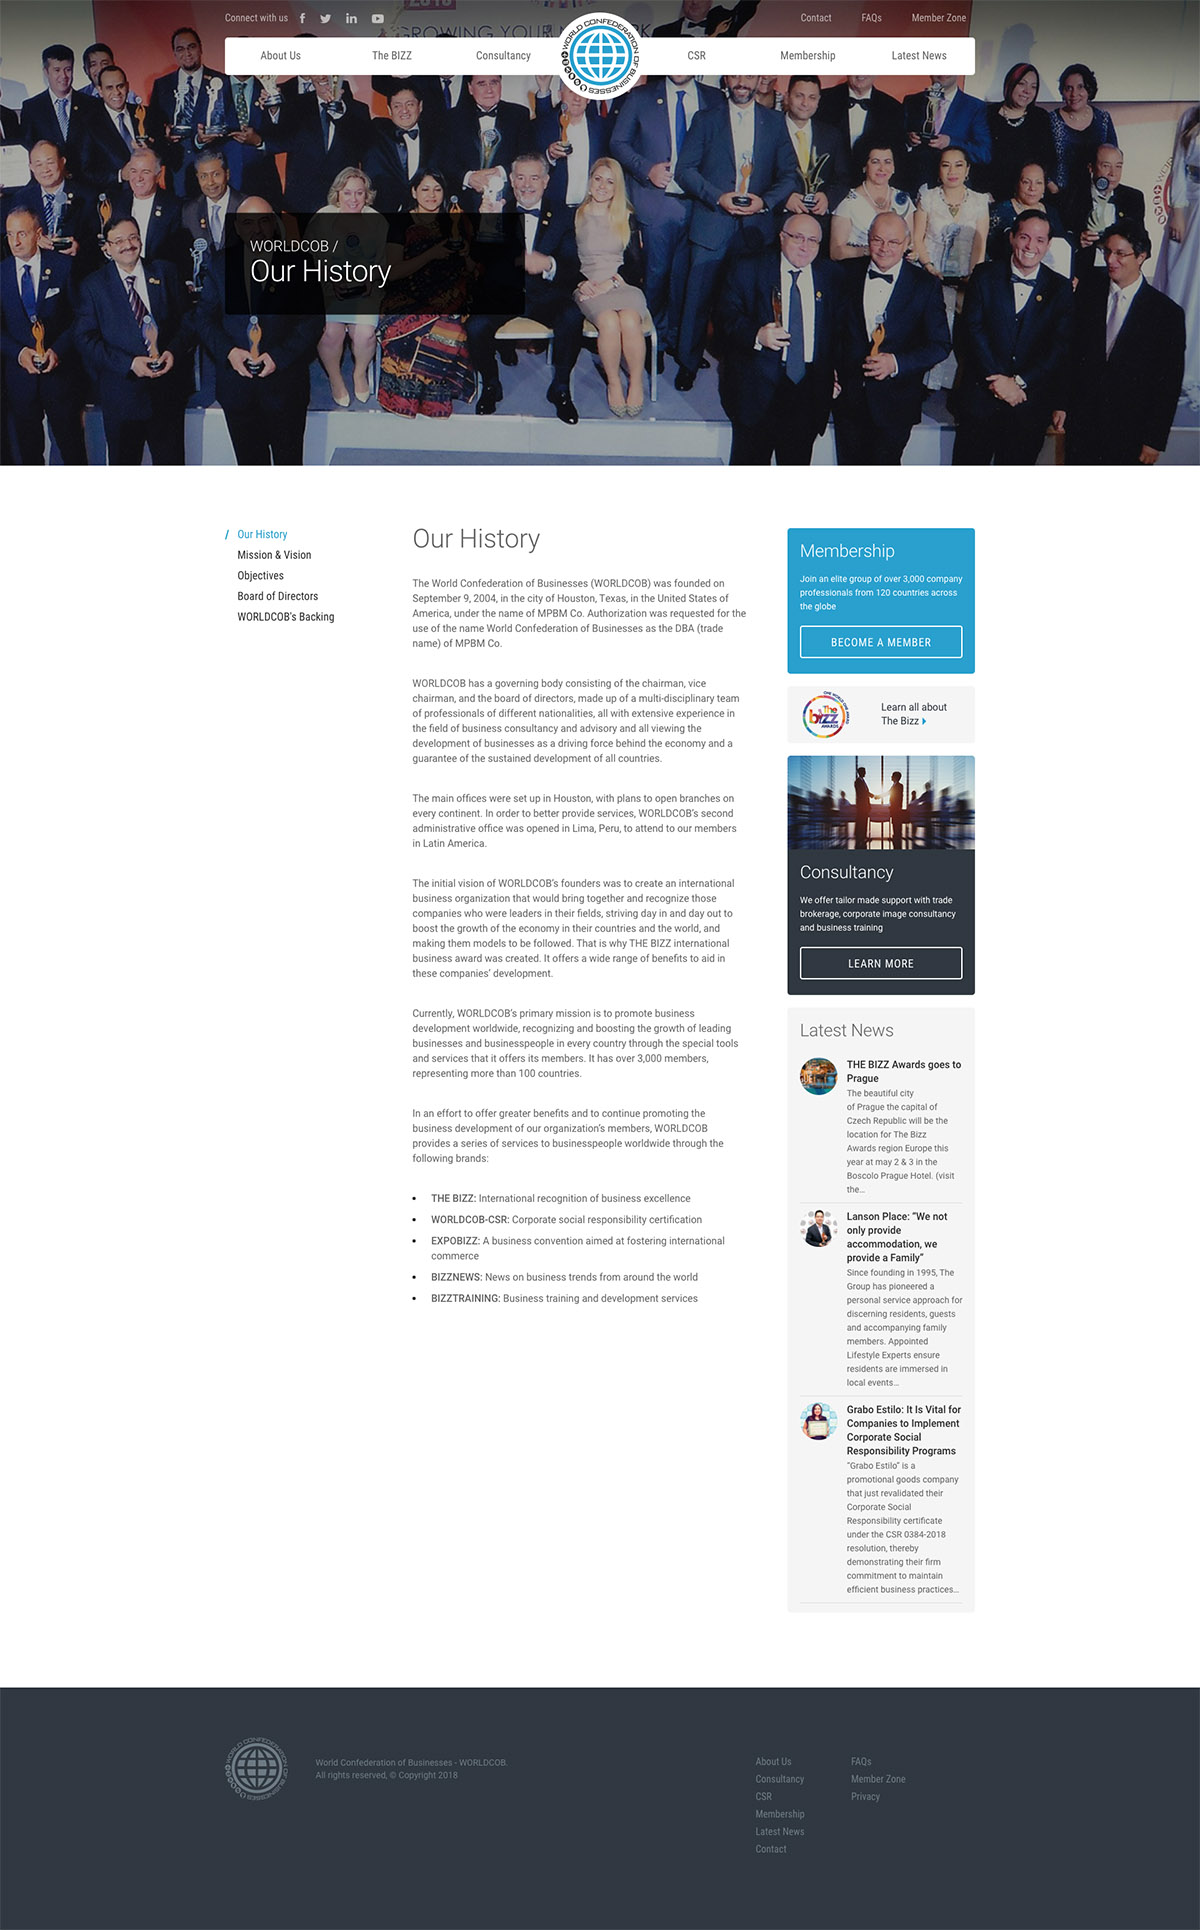 Connect with us
Contact
FAQs
Member Zone
GROWING YOUR
About Us
The BIZZ
Consultancy
WORLD CONFEDERATION OF BUSINESSES
CSR
Membership
Latest News
WORLDCOB /
Our History
/ Our History
Mission & Vision
Objectives
Board of Directors
WORLDCOB's Backing
Our History
The World Confederation of Businesses (WORLDCOB) was founded on
September 9, 2004, in the city of Houston, Texas, in the United States of
America, under the name of MPBM Co. Authorization was requested for the
use of the name World Confederation of Businesses as the DBA (trade
name) of MPBM Co.
WORLDCOB has a governing body consisting of the chairman, vice
chairman, and the board of directors, made up of a multi-disciplinary team
of professionals of different nationalities, all with extensive experience in
the field of business consultancy and advisory and all viewing the
development of businesses as a driving force behind the economy and a
guarantee of the sustained development of all countries.
The main offices were set up in Houston, with plans to open branches on
every continent. In order to better provide services, WORLDCOB's second
administrative office was opened in Lima, Peru, to attend to our members
in Latin America.
The initial vision of WORLDCOB's founders was to create an international
business organization that would bring together and recognize those
companies who were leaders in their fields, striving day in and day out to
boost the growth of the economy in their countries and the world, and
making them models to be followed. That is why THE BIZZ international
business award was created. It offers a wide range of benefits to aid in
these companies' development.
Currently, WORLDCOB's primary mission is to promote business
development worldwide, recognizing and boosting the growth of leading
businesses and businesspeople in every country through the special tools
and services that it offers its members. It has over 3,000 members,
representing more than 100 countries.
In an effort to offer greater benefits and to continue promoting the
business development of our organization's members, WORLDCOB
provides a series of services to businesspeople worldwide through the
following brands:
• THE BIZZ: International recognition of business excellence
• WORLDCOB-CSR: Corporate social responsibility certification
• EXPOBIZZ: A business convention aimed at fostering international
commerce
• BIZZNEWS: News on business trends from around the world
• BIZZTRAINING: Business training and development services
Membership
Join an elite group of over 3,000 company
professionals from 120 countries across
the globe
BECOME A MEMBER
The
bizz
AWARDS
Learn all about
The Bizz
Consultancy
We offer tailor made support with trade
brokerage, corporate image consultancy
and business training
LEARN MORE
Latest News
THE BIZZ Awards goes to
Prague
The beautiful city
of Prague the capital of
Czech Republic will be the
location for The Bizz
Awards region Europe this
year at may 2 & 3 in the
Boscolo Prague Hotel. (visit
the...
Lanson Place: “We not
only provide
accommodation, we
provide a Family”
Since founding in 1995, The
Group has pioneered a
personal service approach for
discerning residents, guests
and accompanying family
members. Appointed
Lifestyle Experts ensure
residents are immersed in
local events...
Grabo Estilo: It Is Vital for
Companies to Implement
Corporate Social
Responsibility Programs
“Grabo Estilo” is a
promotional goods company
that just revalidated their
Corporate Social
Responsibility certificate
under the CSR 0384-2018
resolution, thereby
demonstrating their firm
commitment to maintain
efficient business practices...
WORLD CONFEDERATION OF BUSINESSES
World Confederation of Businesses - WORLDCOB.
All rights reserved, © Copyright 2018
About Us
Consultancy
CSR
Membership
Latest News
Contact
FAQs
Member Zone
Privacy